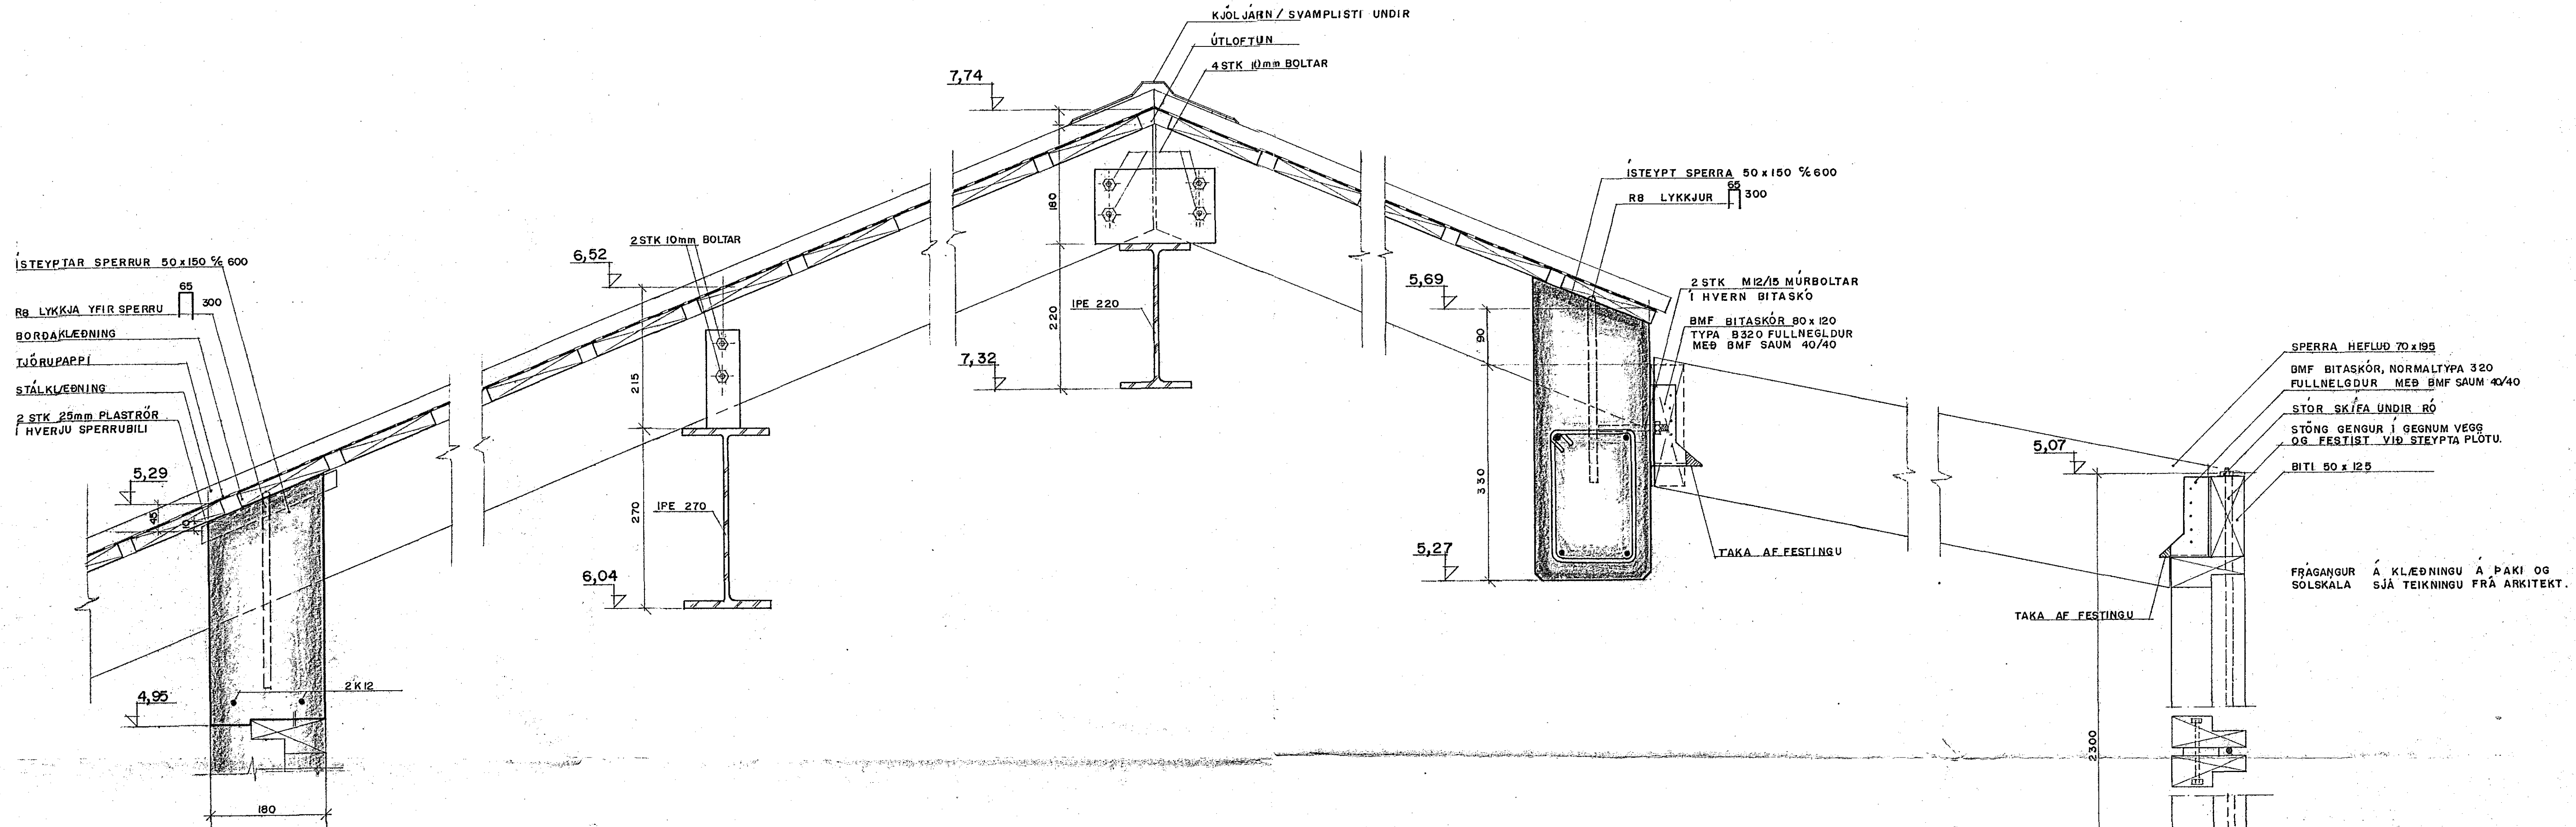 KJÖLJÁRN / SVAMPLISTI UNDIR
ÚTLOFTUN
4 STK 10mm BOLTAR
7,74
180
220
IPE 220
7,32
ÍSTEYPT SPERRA 50 x 150 % 600
R8 LYKKJUR 65 300
2 STK 10mm BOLTAR
6,52
215
270
IPE 270
6,04
ÍSTEYPTAR SPERRUR 50 x 150 % 600
R8 LYKKJA YFIR SPERRU 65 300
BORÐAKLÆÐNING
TJÖRUPAPPI
STÁLKLÆÐNING
2 STK 25mm PLASTRÖR
Í HVERJU SPERRUBILI
5,29
45
10
4,95
2 K12
180
5,69
90
330
5,27
2 STK M12/15 MÚRBOLTAR
Í HVERN BITASKÓ
BMF BITASKÓR 80 x 120
TYPA B320 FULLNEGLDUR
MEÐ BMF SAUM 40/40
TAKA AF FESTINGU
SPERRA HEFLUÐ 70 x 195
BMF BITASKÓR, NORMALTYPA 320
FULLNELGDUR MEÐ BMF SAUM 40/40
STÓR SKÍFA UNDIR RÓ
STÖNG GENGUR Í GEGNUM VEGG
OG FESTIST VIÐ STEYPTA PLÖTU.
BITI 50 x 125
5,07
TAKA AF FESTINGU
2300
FRÁGANGUR Á KLÆÐNINGU Á ÞAKI OG
SÓLSKÁLA SJÁ TEIKNINGU FRÁ ARKITEKT.